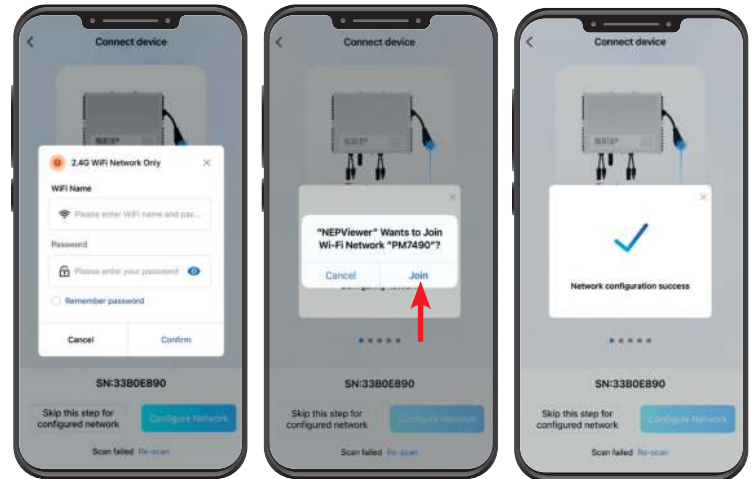 Connect device
2.4G WiFi Network Only
WiFi Name
Please enter WiFi name and pas...
Password
Please enter your password
Remember password
Cancel
Confirm
SN:33B0E890
Skip this step for
configured network
Configure Network
Scan failed Re-scan
Connect device
"NEPViewer" Wants to Join
Wi-Fi Network "PM7490"?
Cancel
Join
SN:33B0E890
Skip this step for
configured network
Configure Network
Scan failed Re-scan
Connect device
Network configuration success
SN:33B0E890
Skip this step for
configured network
Configure Network
Scan failed Re-scan